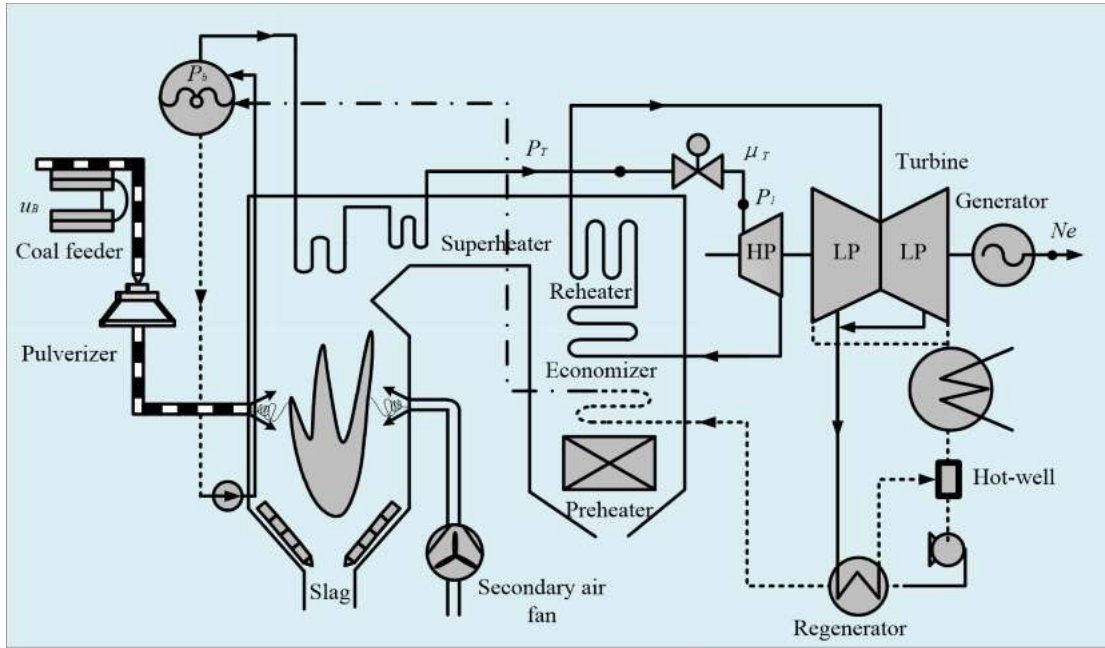 P_b
P_T
μ_T
Turbine
P_1
Generator
u_B
Ne
Coal feeder
Superheater
HP
LP
LP
Reheater
Pulverizer
Economizer
Hot-well
Preheater
Slag
Secondary air
fan
Regenerator